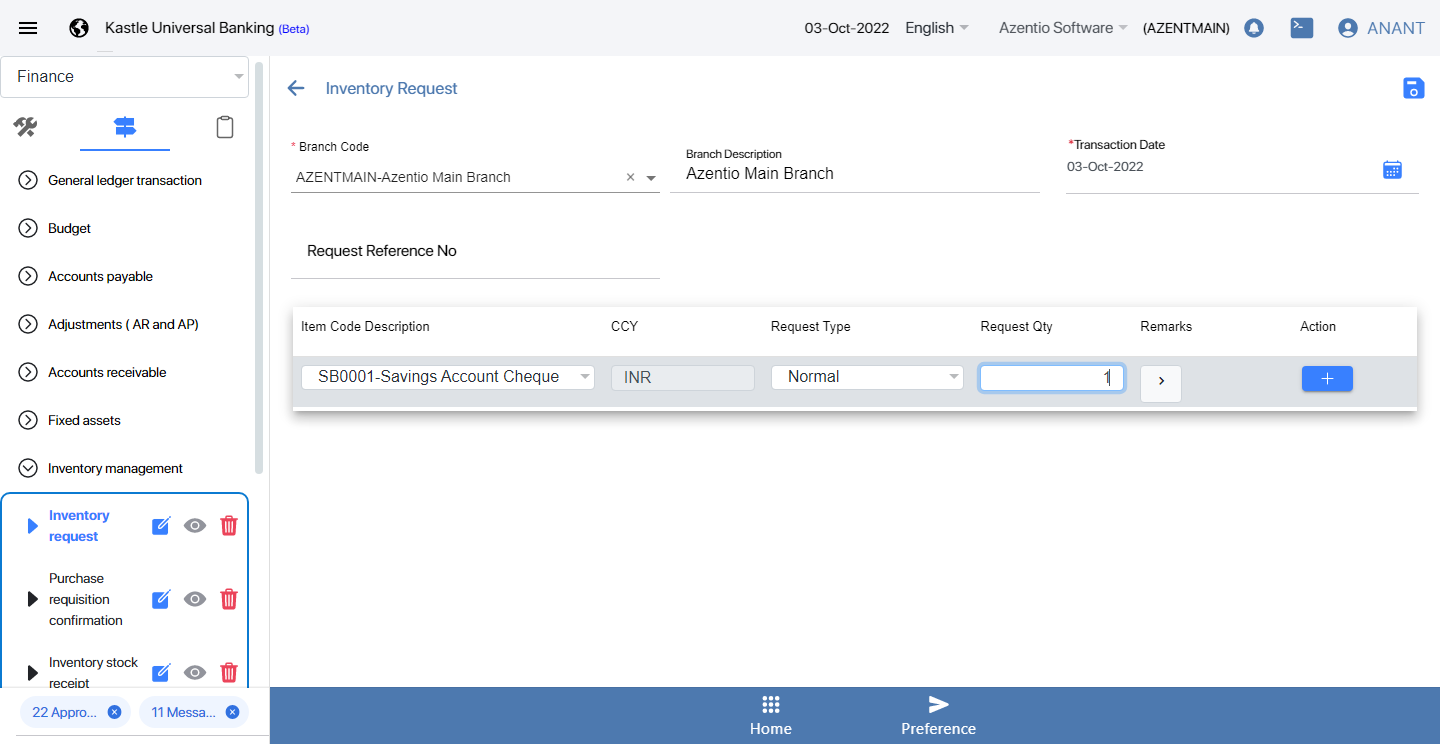 Kastle Universal Banking (Beta)
03-Oct-2022
English
Azentio Software
(AZENTMAIN)
ANANT
Finance
General ledger transaction
Budget
Accounts payable
Adjustments ( AR and AP)
Accounts receivable
Fixed assets
Inventory management
Inventory
request
Purchase
requisition
confirmation
Inventory stock
receipt
22 Appro...
11 Messa...
Inventory Request
* Branch Code
AZENTMAIN-Azentio Main Branch
Branch Description
Azentio Main Branch
*Transaction Date
03-Oct-2022
Request Reference No
Item Code Description CCY Request Type Request Qty Remarks Action
SB0001-Savings Account Cheque INR Normal 1
Home
Preference